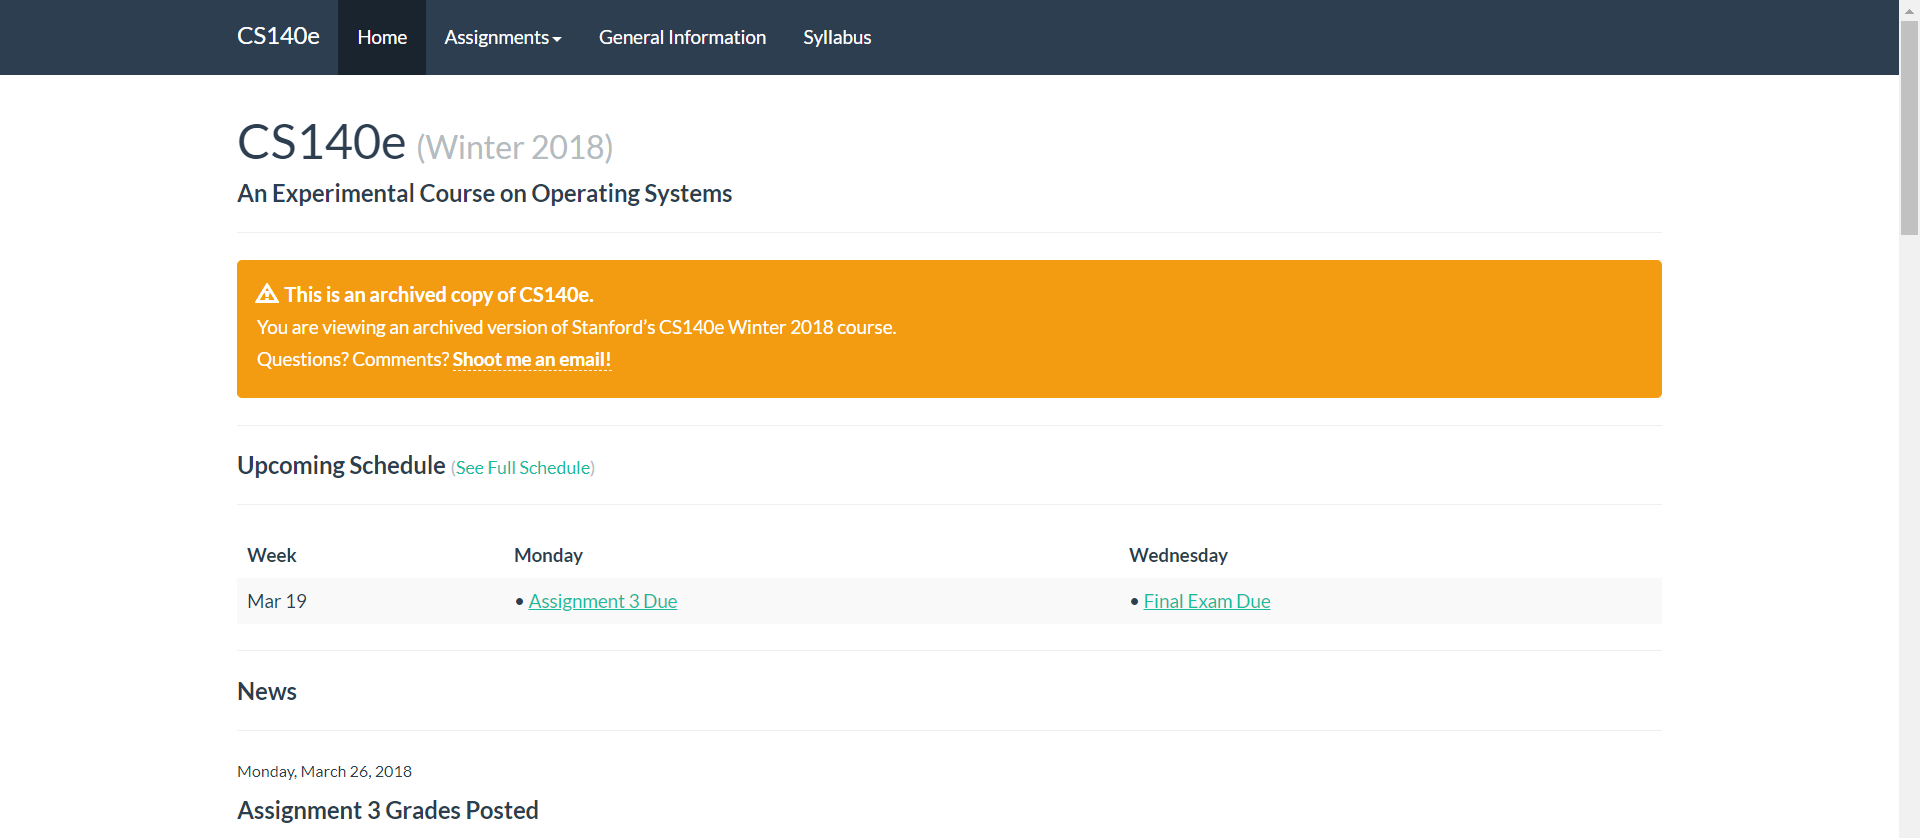 CS140e Home Assignments General Information Syllabus
CS140e (Winter 2018)
An Experimental Course on Operating Systems
This is an archived copy of CS140e.
You are viewing an archived version of Stanford’s CS140e Winter 2018 course.
Questions? Comments? Shoot me an email!
Upcoming Schedule (See Full Schedule)
Week Monday Wednesday
Mar 19 • Assignment 3 Due • Final Exam Due
News
Monday, March 26, 2018
Assignment 3 Grades Posted